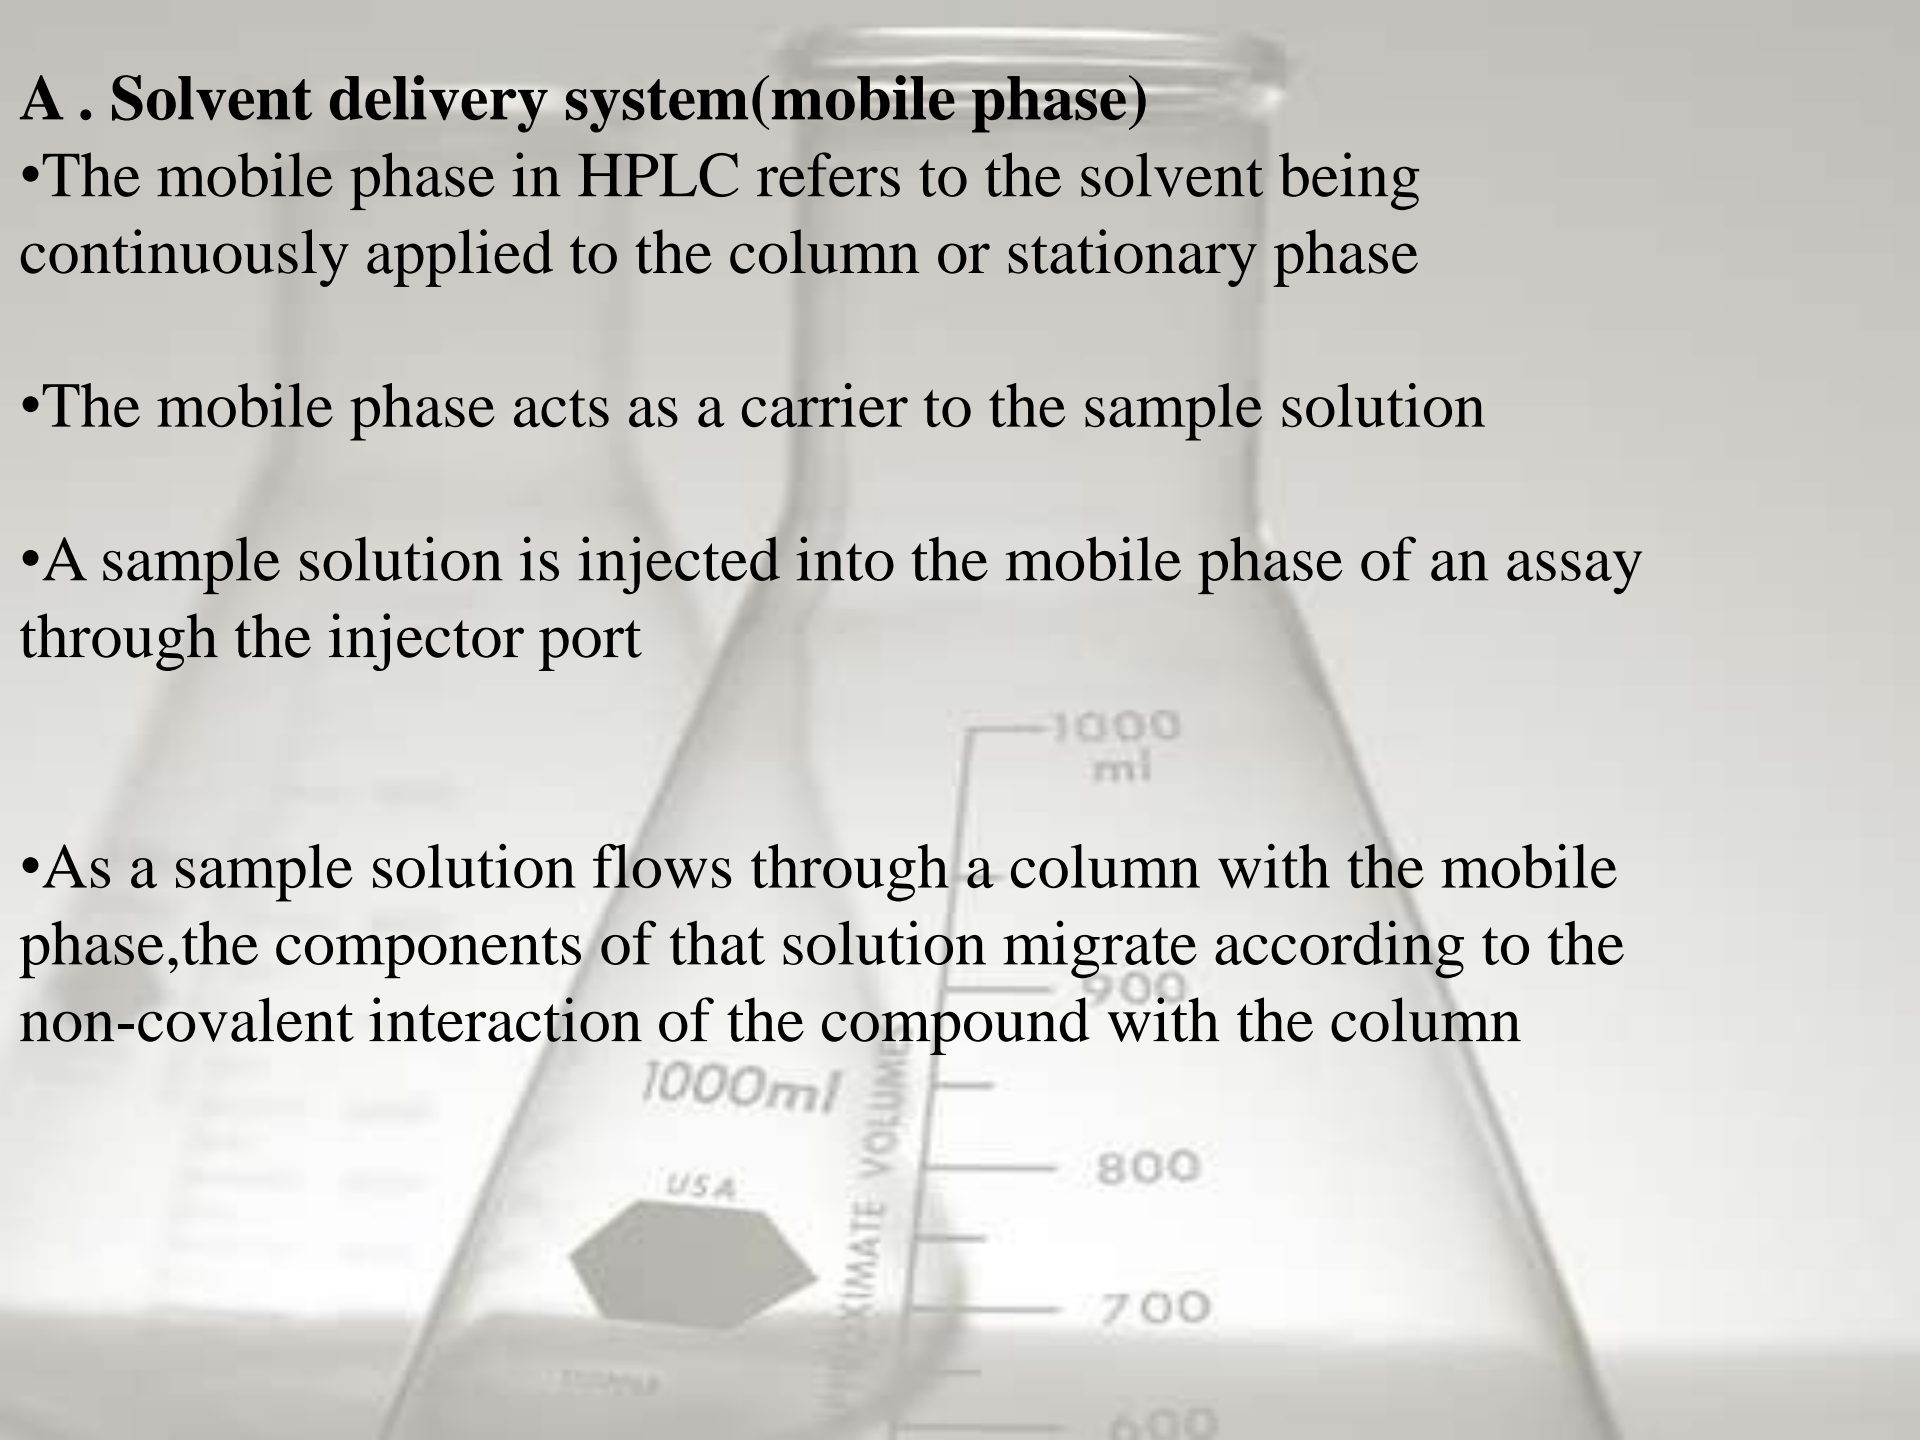 A . Solvent delivery system(mobile phase)
•The mobile phase in HPLC refers to the solvent being
continuously applied to the column or stationary phase
•The mobile phase acts as a carrier to the sample solution
•A sample solution is injected into the mobile phase of an assay
through the injector port
•As a sample solution flows through a column with the mobile
phase,the components of that solution migrate according to the
non-covalent interaction of the compound with the column
1000
ml
900
800
700
600
1000ml
USA
VOLUMES